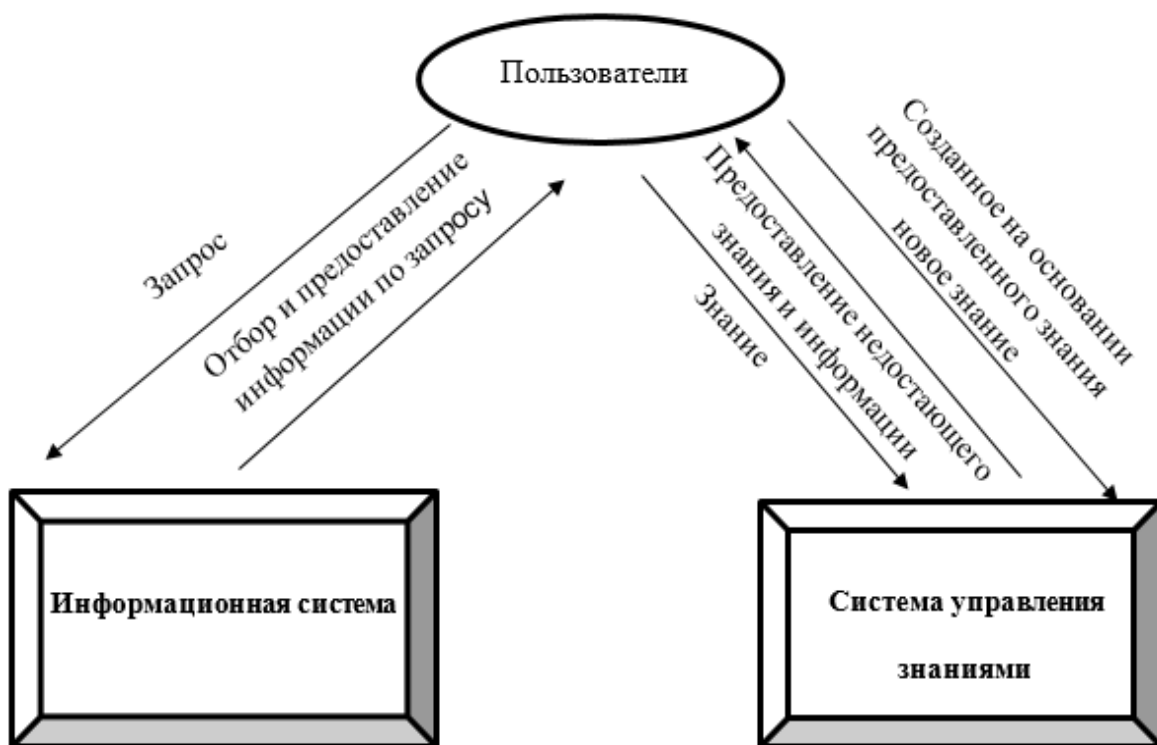 Пользователи
Запрос
Отбор и предоставление
информации по запросу
Знание
Предоставление недостающего
знания и информации
Созданное на основании
предоставленного знания
новое знание
Информационная система
Система управления
знаниями